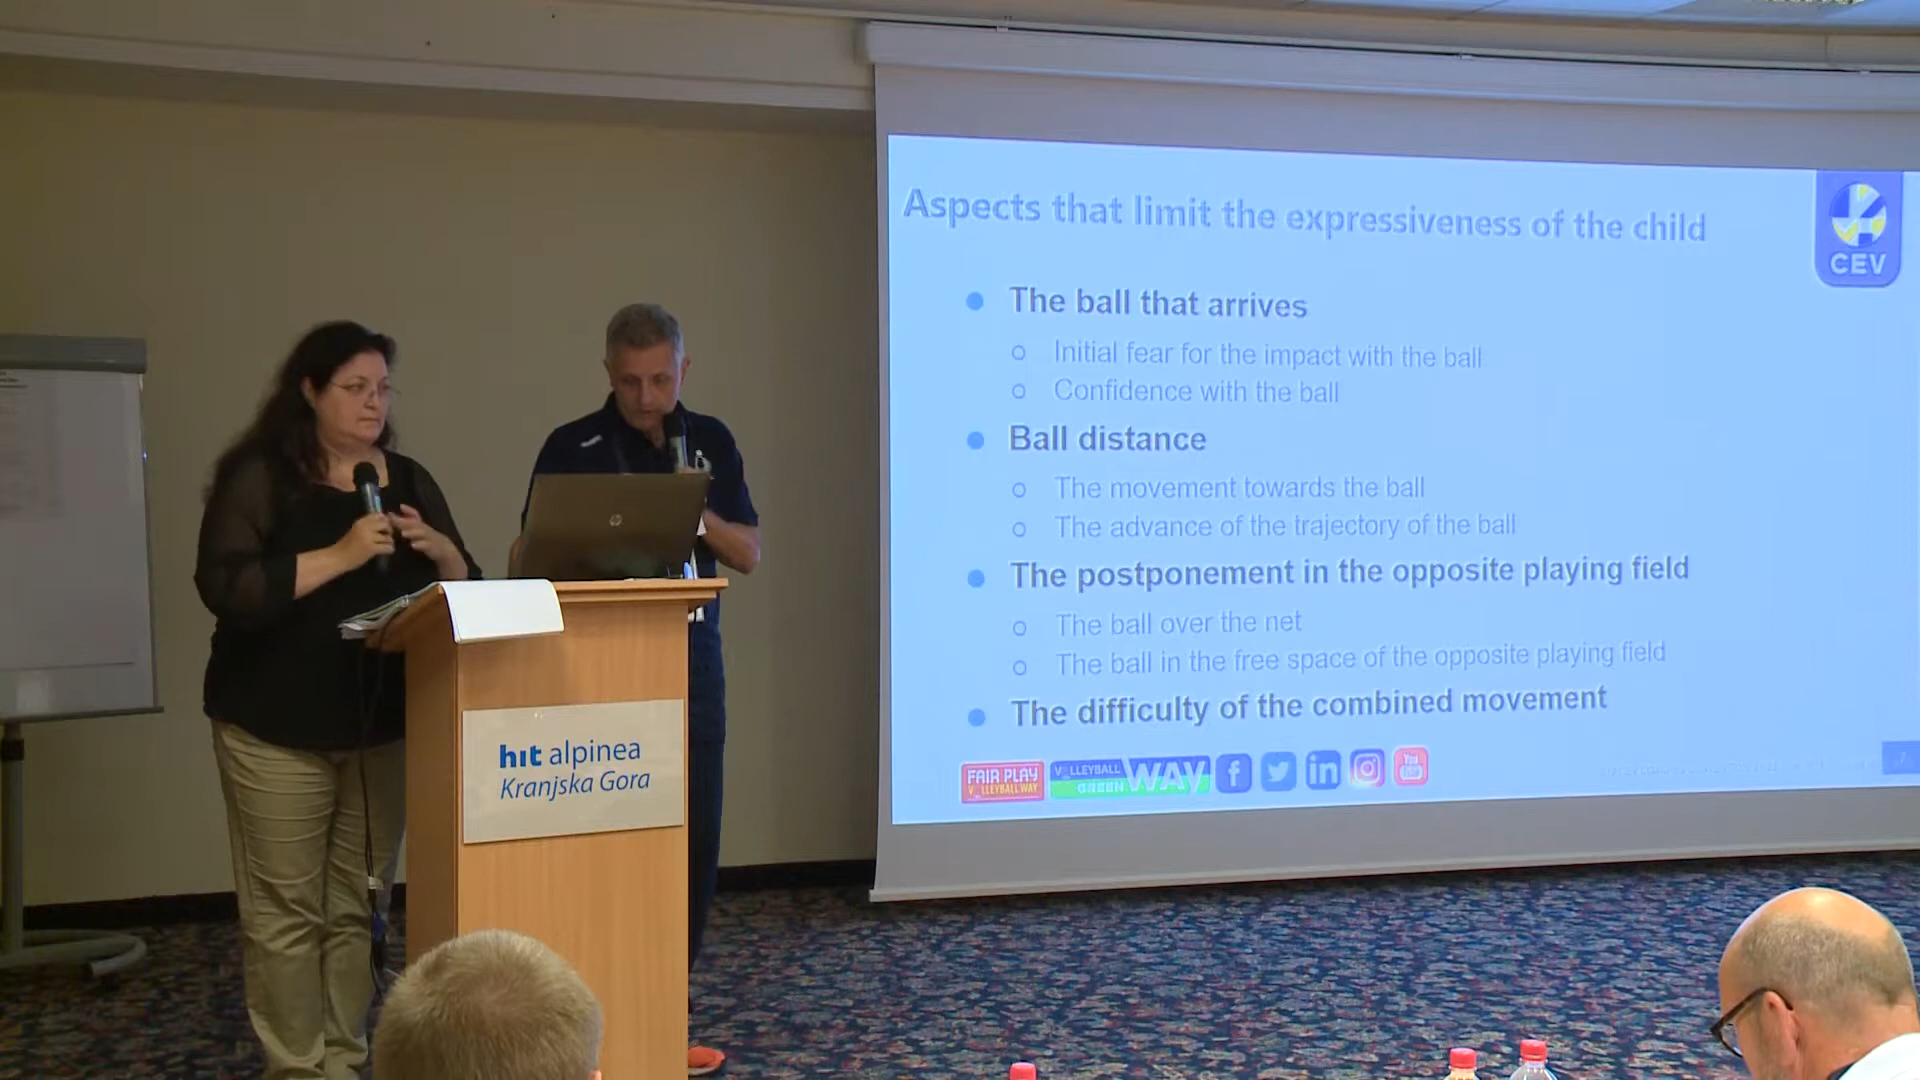 Aspects that limit the expressiveness of the child
CEV
The ball that arrives
Initial fear for the impact with the ball
Confidence with the ball
Ball distance
The movement towards the ball
The advance of the trajectory of the ball
The postponement in the opposite playing field
The ball over the net
The ball in the free space of the opposite playing field
The difficulty of the combined movement
FAIR PLAY
VOLLEYBALL WAY
VOLLEYBALL
GREEN WAY
You
Tube
7
hit alpinea
Kranjska Gora
hp